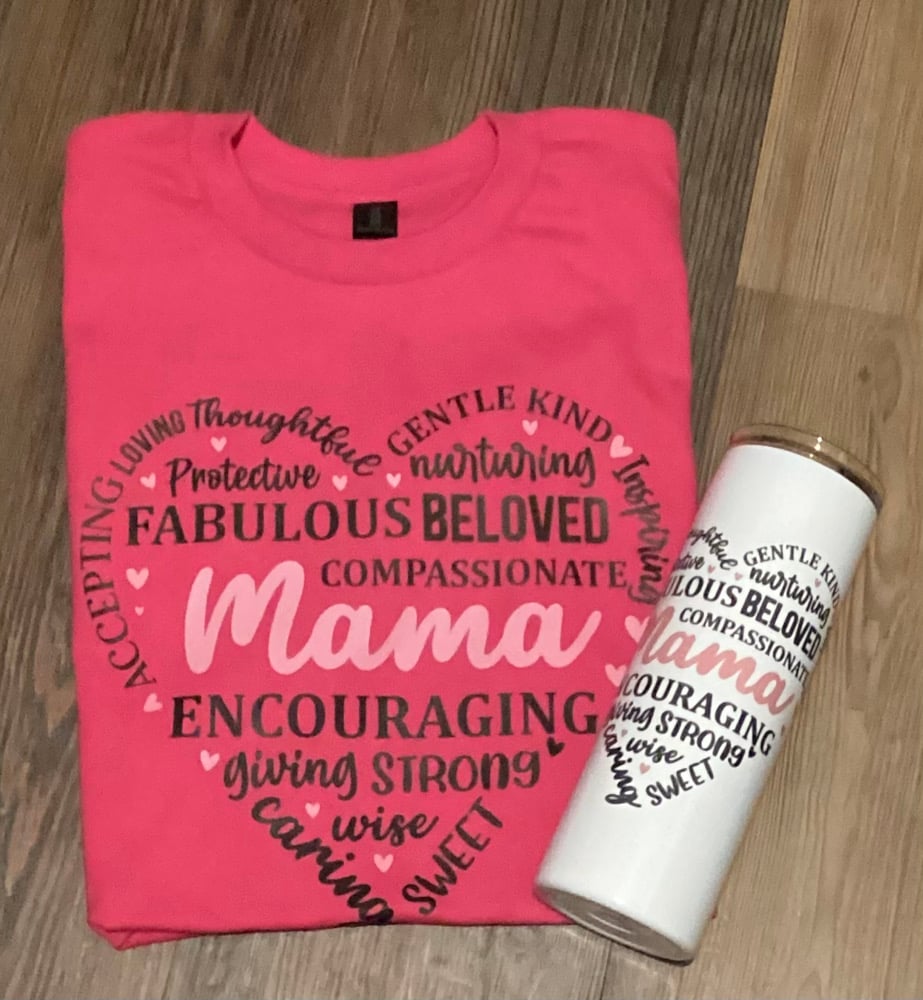 ACCEPTING LOVING Thoughtful
GENTLE KIND
Inspiring
Protective
nurturing
FABULOUS BELOVED
COMPASSIONATE
Mama
ENCOURAGING
giving STRONG
caring wise SWEET
GENTLE KIND
nurturing
BELOVED
COMPASSIONATE
STRONG
caring wise SWEET